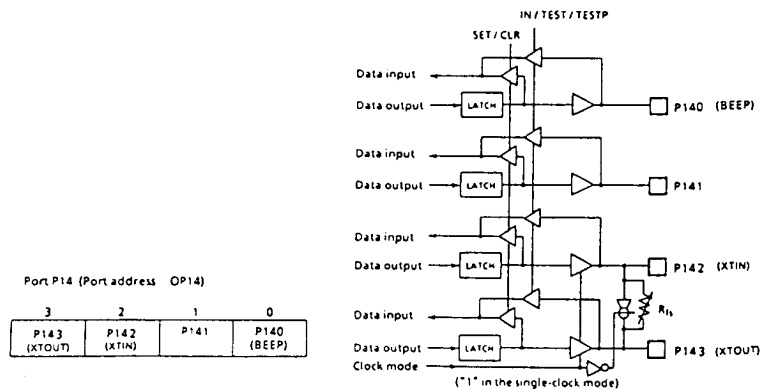 IN / TEST / TESTP
SET / CLR
Data input
Data output
LATCH
P140 (BEEP)
Data input
Data output
LATCH
P141
Data input
Data output
LATCH
P142 (XTIN)
Data input
Data output
LATCH
P143 (XTOUT)
Clock mode
("1" in the single-clock mode)
Rfs
Port P14 (Port address OP14)
3 2 1 0
P143 P142 P141 P140
(XTOUT) (XTIN) (BEEP)